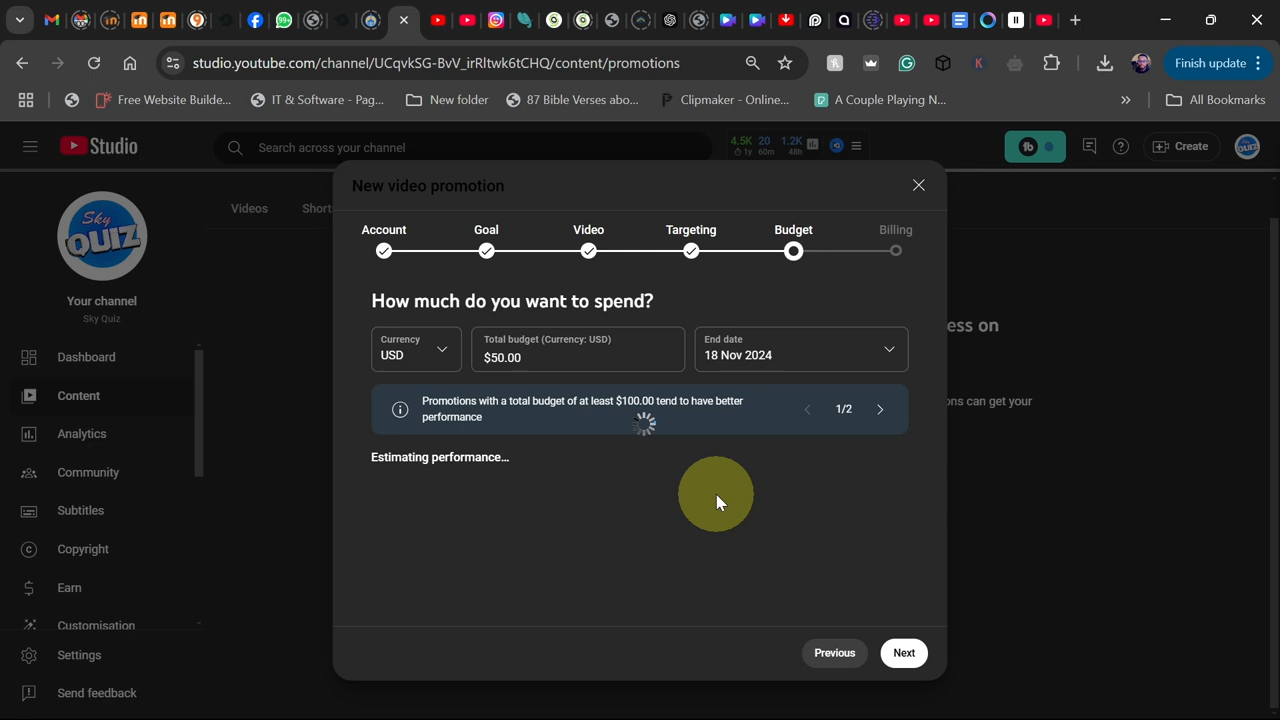 99+
studio.youtube.com/channel/UCqvkSG-BvV_irRltwk6tCHQ/content/promotions
Finish update
Free Website Builde...
IT & Software - Pag...
New folder
87 Bible Verses abo...
Clipmaker - Online...
A Couple Playing N...
»
All Bookmarks
Studio
Search across your channel
4.5K 20 1.2K
1y 60m 48h
Create
Sky
QUIZ
Your channel
Sky Quiz
Videos
Short
Dashboard
Content
Analytics
Community
Subtitles
Copyright
Earn
Customisation
Settings
Send feedback
New video promotion
Account
Goal
Video
Targeting
Budget
Billing
How much do you want to spend?
Currency
USD
Total budget (Currency: USD)
$50.00
End date
18 Nov 2024
Promotions with a total budget of at least $100.00 tend to have better
performance
1/2
Estimating performance...
Previous
Next
ess on
ns can get your